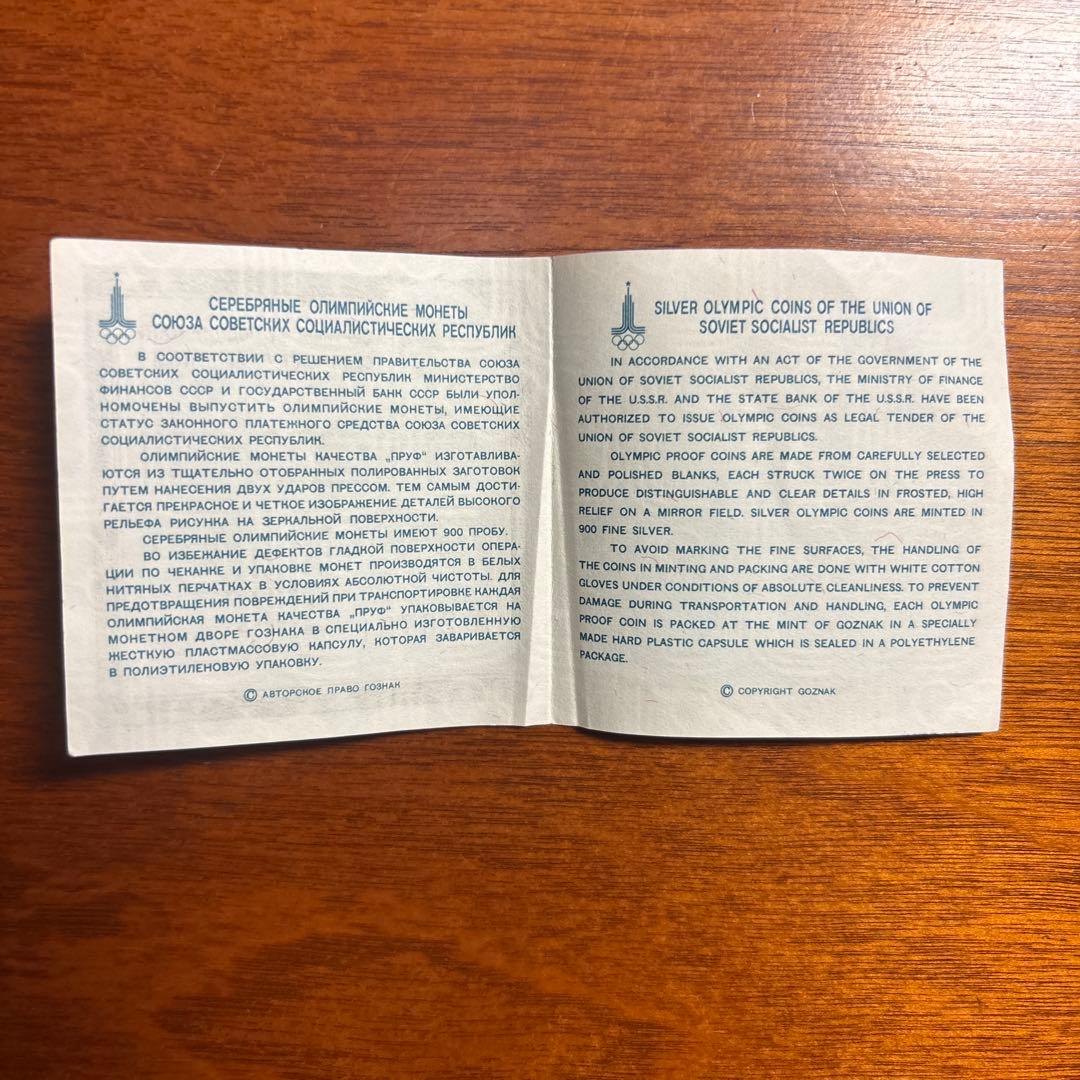 СЕРЕБРЯНЫЕ ОЛИМПИЙСКИЕ МОНЕТЫ
СОЮЗА СОВЕТСКИХ СОЦИАЛИСТИЧЕСКИХ РЕСПУБЛИК
В СООТВЕТСТВИИ С РЕШЕНИЕМ ПРАВИТЕЛЬСТВА СОЮЗА
СОВЕТСКИХ СОЦИАЛИСТИЧЕСКИХ РЕСПУБЛИК МИНИСТЕРСТВО
ФИНАНСОВ СССР И ГОСУДАРСТВЕННЫЙ БАНК СССР БЫЛИ УПОЛ-
НОМОЧЕНЫ ВЫПУСТИТЬ ОЛИМПИЙСКИЕ МОНЕТЫ, ИМЕЮЩИЕ
СТАТУС ЗАКОННОГО ПЛАТЕЖНОГО СРЕДСТВА СОЮЗА СОВЕТСКИХ
СОЦИАЛИСТИЧЕСКИХ РЕСПУБЛИК.
ОЛИМПИЙСКИЕ МОНЕТЫ КАЧЕСТВА „ПРУФ“ ИЗГОТАВЛИВА-
ЮТСЯ ИЗ ТЩАТЕЛЬНО ОТОБРАННЫХ ПОЛИРОВАННЫХ ЗАГОТОВОК
ПУТЕМ НАНЕСЕНИЯ ДВУХ УДАРОВ ПРЕССОМ. ТЕМ САМЫМ ДОСТИ-
ГАЕТСЯ ПРЕКРАСНОЕ И ЧЕТКОЕ ИЗОБРАЖЕНИЕ ДЕТАЛЕЙ ВЫСОКОГО
РЕЛЬЕФА РИСУНКА НА ЗЕРКАЛЬНОЙ ПОВЕРХНОСТИ.
СЕРЕБРЯНЫЕ ОЛИМПИЙСКИЕ МОНЕТЫ ИМЕЮТ 900 ПРОБУ.
ВО ИЗБЕЖАНИЕ ДЕФЕКТОВ ГЛАДКОЙ ПОВЕРХНОСТИ ОПЕРА-
ЦИИ ПО ЧЕКАНКЕ И УПАКОВКЕ МОНЕТ ПРОИЗВОДЯТСЯ В БЕЛЫХ
НИТЯНЫХ ПЕРЧАТКАХ В УСЛОВИЯХ АБСОЛЮТНОЙ ЧИСТОТЫ. ДЛЯ
ПРЕДОТВРАЩЕНИЯ ПОВРЕЖДЕНИЙ ПРИ ТРАНСПОРТИРОВКЕ КАЖДАЯ
ОЛИМПИЙСКАЯ МОНЕТА КАЧЕСТВА „ПРУФ“ УПАКОВЫВАЕТСЯ НА
МОНЕТНОМ ДВОРЕ ГОЗНАКА В СПЕЦИАЛЬНО ИЗГОТОВЛЕННУЮ
ЖЕСТКУЮ ПЛАСТМАССОВУЮ КАПСУЛУ, КОТОРАЯ ЗАВАРИВАЕТСЯ
В ПОЛИЭТИЛЕНОВУЮ УПАКОВКУ.
© АВТОРСКОЕ ПРАВО ГОЗНАК
SILVER OLYMPIC COINS OF THE UNION OF
SOVIET SOCIALIST REPUBLICS
IN ACCORDANCE WITH AN ACT OF THE GOVERNMENT OF THE
UNION OF SOVIET SOCIALIST REPUBLICS, THE MINISTRY OF FINANCE
OF THE U.S.S.R. AND THE STATE BANK OF THE U.S.S.R. HAVE BEEN
AUTHORIZED TO ISSUE OLYMPIC COINS AS LEGAL TENDER OF THE
UNION OF SOVIET SOCIALIST REPUBLICS.
OLYMPIC PROOF COINS ARE MADE FROM CAREFULLY SELECTED
AND POLISHED BLANKS, EACH STRUCK TWICE ON THE PRESS TO
PRODUCE DISTINGUISHABLE AND CLEAR DETAILS IN FROSTED, HIGH
RELIEF ON A MIRROR FIELD. SILVER OLYMPIC COINS ARE MINTED IN
900 FINE SILVER.
TO AVOID MARKING THE FINE SURFACES, THE HANDLING OF
THE COINS IN MINTING AND PACKING ARE DONE WITH WHITE COTTON
GLOVES UNDER CONDITIONS OF ABSOLUTE CLEANLINESS. TO PREVENT
DAMAGE DURING TRANSPORTATION AND HANDLING, EACH OLYMPIC
PROOF COIN IS PACKED AT THE MINT OF GOZNAK IN A SPECIALLY
MADE HARD PLASTIC CAPSULE WHICH IS SEALED IN A POLYETHYLENE
PACKAGE.
© COPYRIGHT GOZNAK